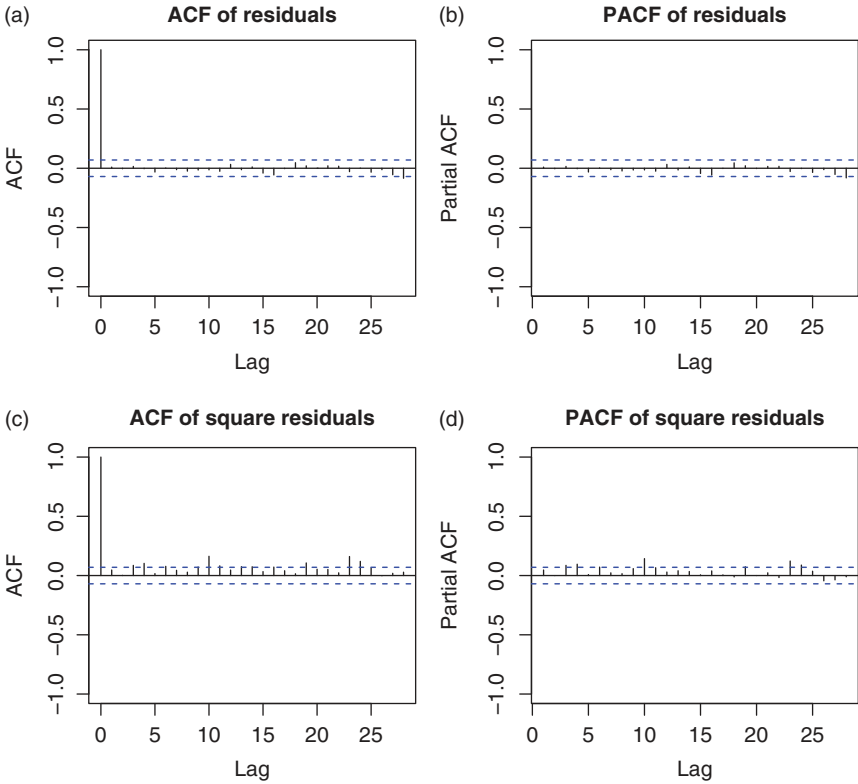 (a)
ACF of residuals
1.0
0.5
0.0
−0.5
−1.0
ACF
0 5 10 15 20 25
Lag
(b)
PACF of residuals
1.0
0.5
0.0
−0.5
−1.0
Partial ACF
0 5 10 15 20 25
Lag
(c)
ACF of square residuals
1.0
0.5
0.0
−0.5
−1.0
ACF
0 5 10 15 20 25
Lag
(d)
PACF of square residuals
1.0
0.5
0.0
−0.5
−1.0
Partial ACF
0 5 10 15 20 25
Lag